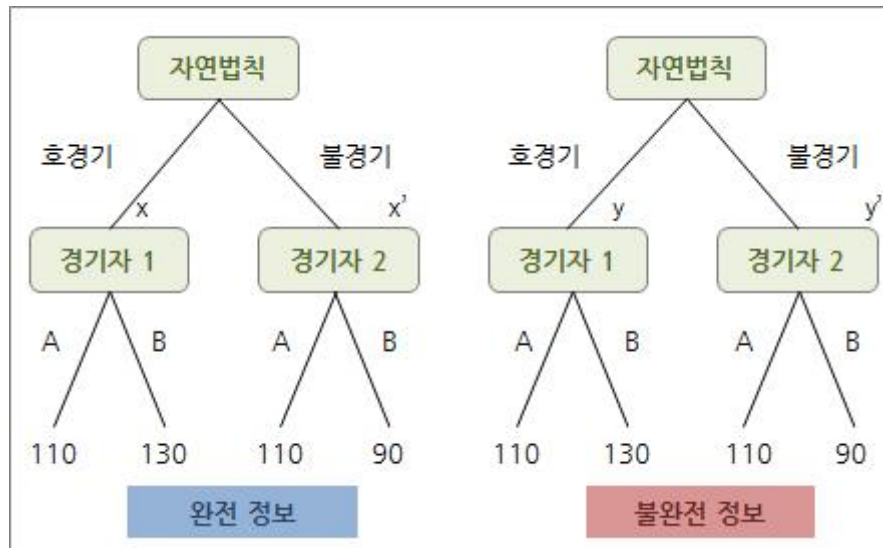 자연법칙 자연법칙
호경기 불경기 호경기 불경기
x x’ y y’
경기자 1 경기자 2 경기자 1 경기자 2
A B A B A B A B
110 130 110 90 110 130 110 90
완전 정보 불완전 정보